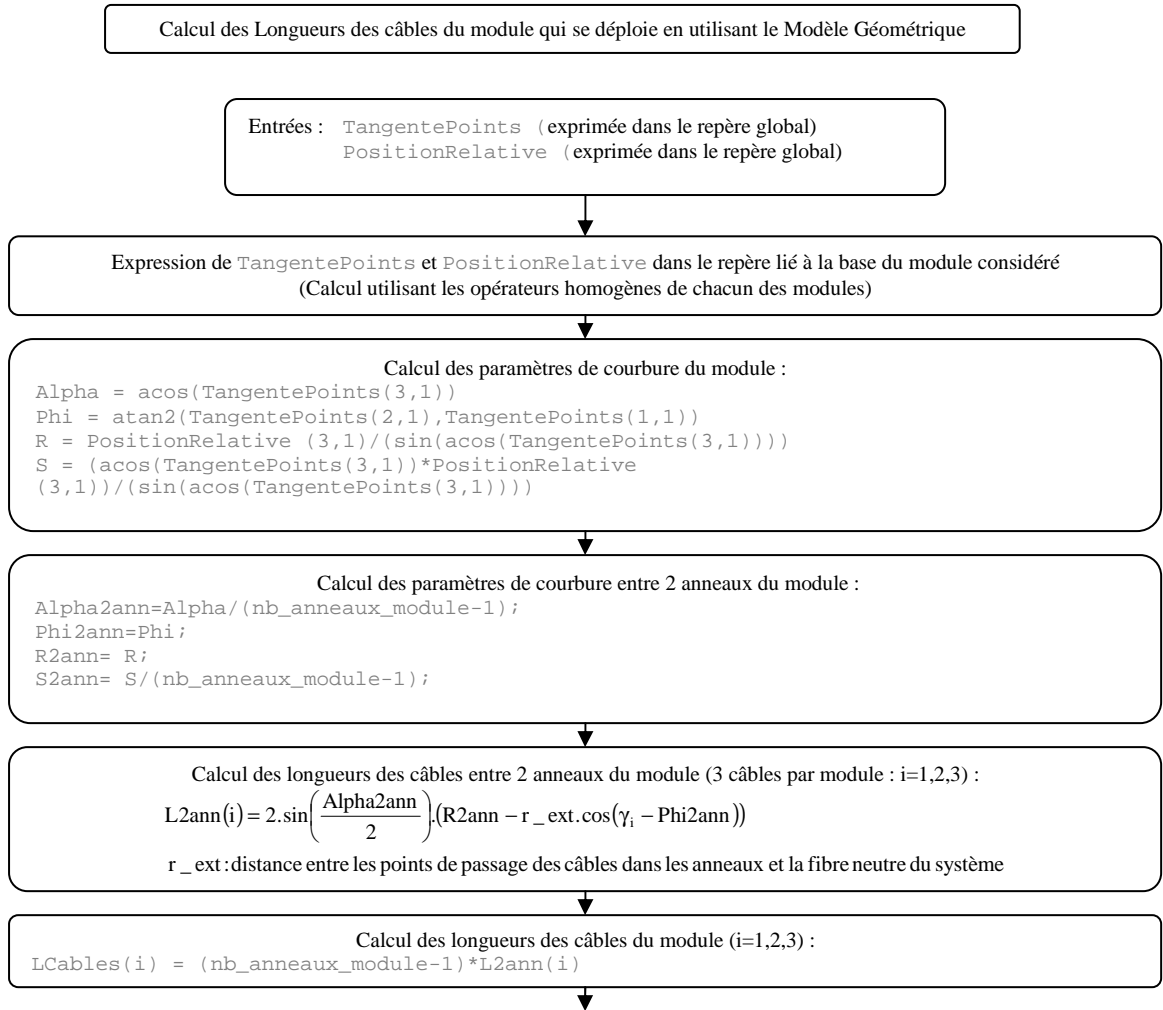 Calcul des Longueurs des câbles du module qui se déploie en utilisant le Modèle Géométrique
Entrées : TangentePoints (exprimée dans le repère global)
PositionRelative (exprimée dans le repère global)
Expression de TangentePoints et PositionRelative dans le repère lié à la base du module considéré
(Calcul utilisant les opérateurs homogènes de chacun des modules)
Calcul des paramètres de courbure du module :
Alpha = acos(TangentePoints(3,1))
Phi = atan2(TangentePoints(2,1),TangentePoints(1,1))
R = PositionRelative (3,1)/(sin(acos(TangentePoints(3,1))))
S = (acos(TangentePoints(3,1))*PositionRelative
(3,1))/(sin(acos(TangentePoints(3,1))))
Calcul des paramètres de courbure entre 2 anneaux du module :
Alpha2ann=Alpha/(nb_anneaux_module-1);
Phi2ann=Phi;
R2ann= R;
S2ann= S/(nb_anneaux_module-1);
Calcul des longueurs des câbles entre 2 anneaux du module (3 câbles par module : i=1,2,3) :
L2ann(i) = 2.sin(Alpha2ann/2).(R2ann − r_ext.cos(γi − Phi2ann))
r_ext : distance entre les points de passage des câbles dans les anneaux et la fibre neutre du système
Calcul des longueurs des câbles du module (i=1,2,3) :
LCables(i) = (nb_anneaux_module-1)*L2ann(i)